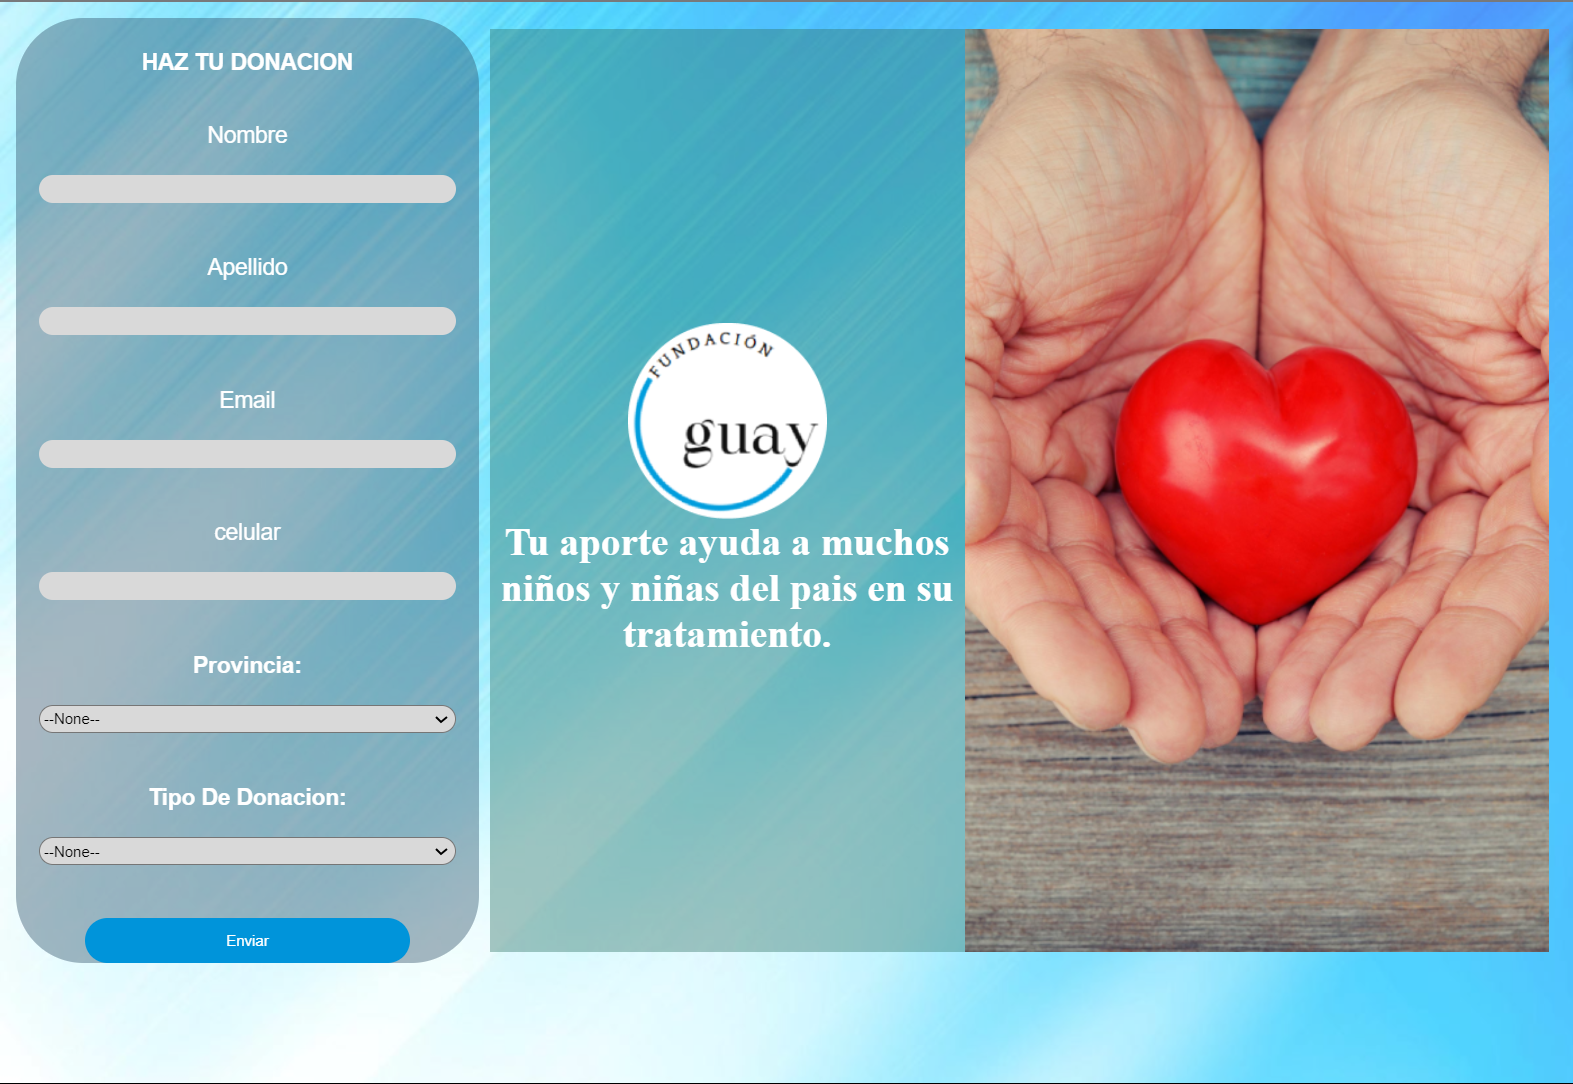 HAZ TU DONACION
Nombre
Apellido
Email
celular
Provincia:
--None--
Tipo De Donacion:
--None--
Enviar
FUNDACIÓN
guay
Tu aporte ayuda a muchos
niños y niñas del pais en su
tratamiento.